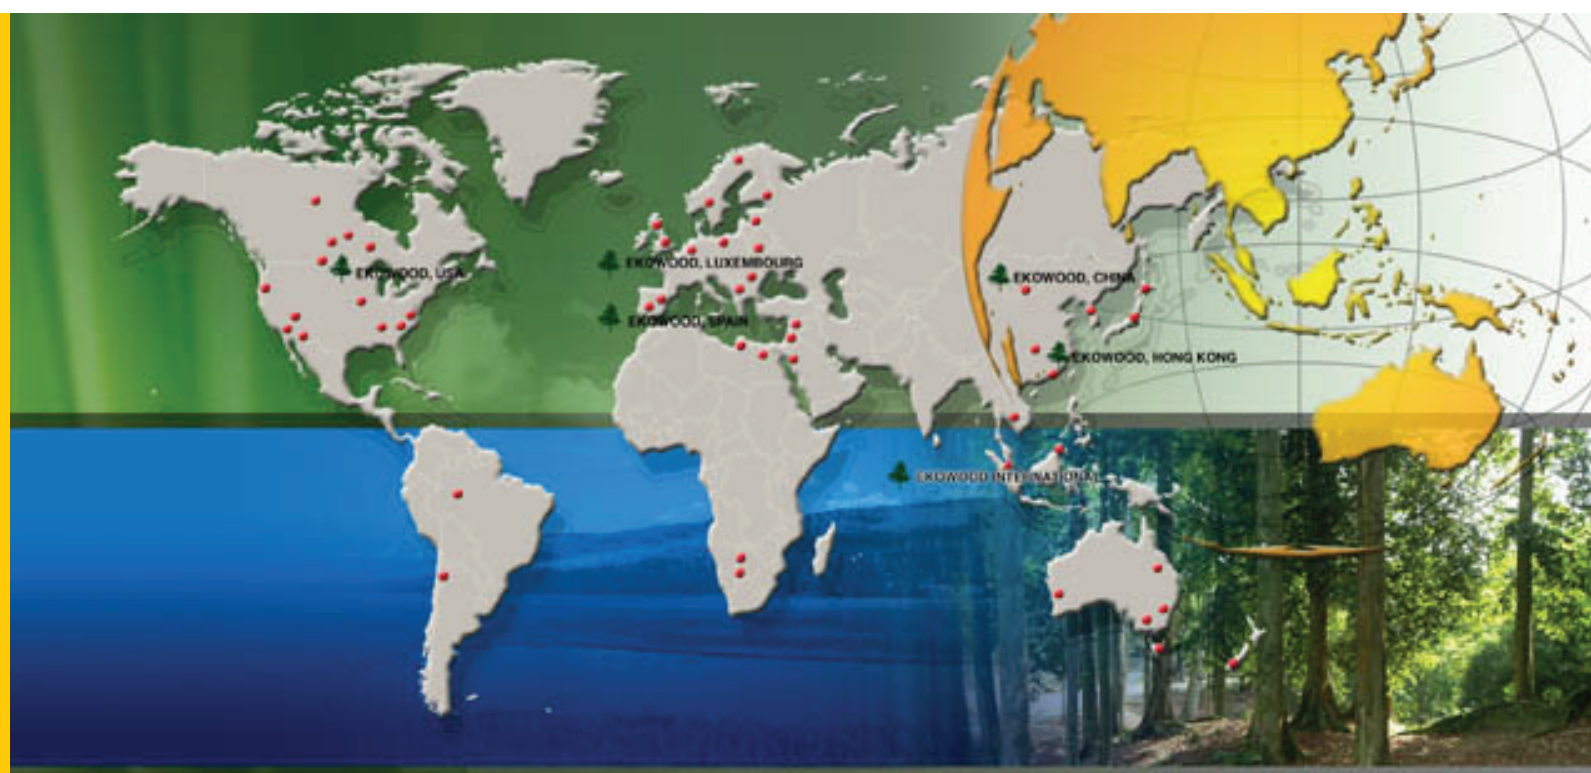 EKOWOOD, USA
EKOWOOD, LUXEMBOURG
EKOWOOD, SPAIN
EKOWOOD, CHINA
EKOWOOD, HONG KONG
EKOWOOD INTERNATIONAL